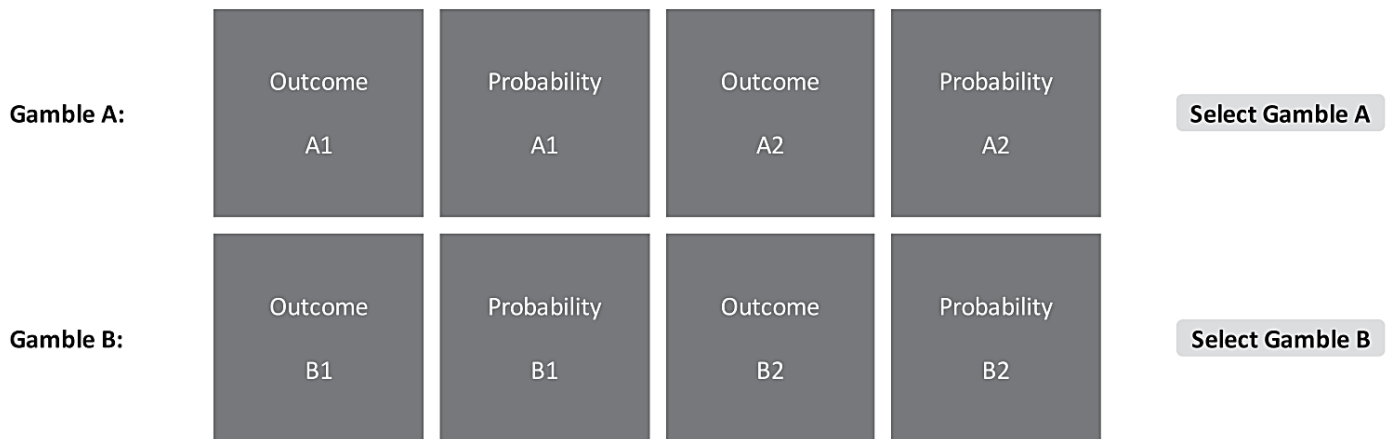 Gamble A:
Outcome
A1
Probability
A1
Outcome
A2
Probability
A2
Select Gamble A
Gamble B:
Outcome
B1
Probability
B1
Outcome
B2
Probability
B2
Select Gamble B